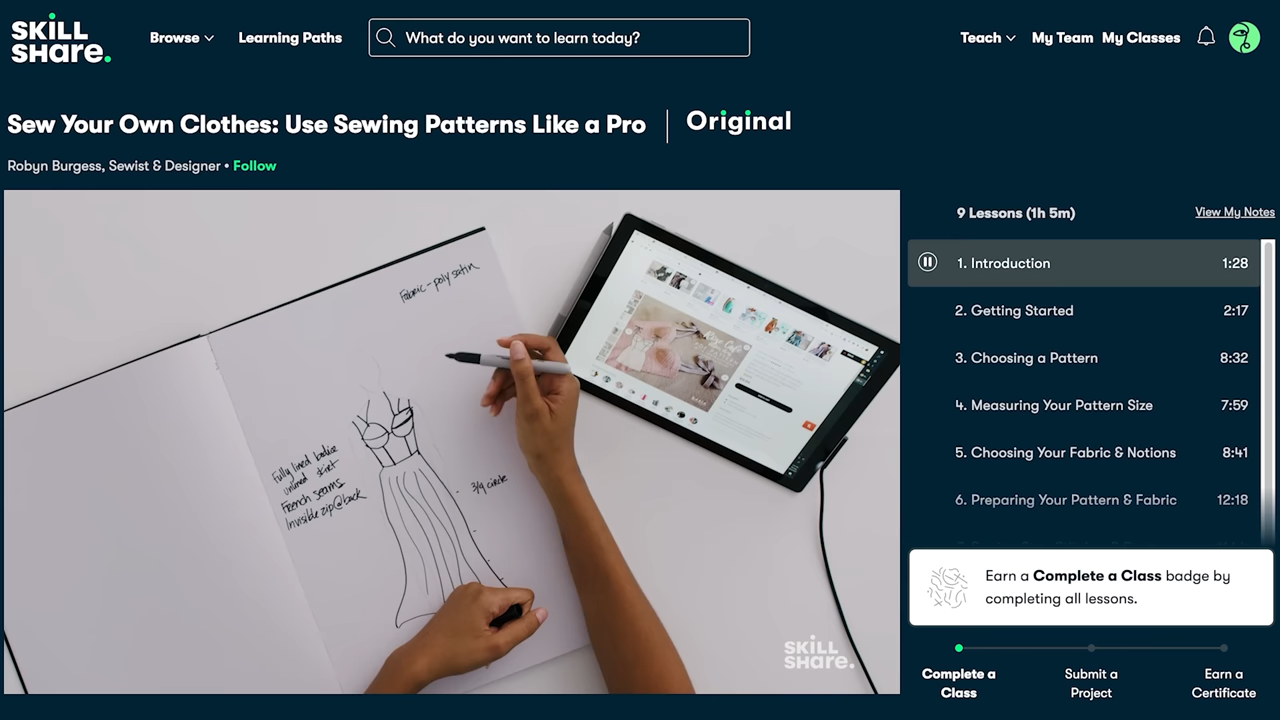 SKILL
SHARE.
Browse
Learning Paths
What do you want to learn today?
Teach
My Team
My Classes
Sew Your Own Clothes: Use Sewing Patterns Like a Pro
Original
Robyn Burgess, Sewist & Designer • Follow
Fabric - poly satin
Fully lined bodice
unlined skirt
French seams
Invisible zip @ back
3/4 circle
SKILL
SHARE.
9 Lessons (1h 5m)
View My Notes
1. Introduction 1:28
2. Getting Started 2:17
3. Choosing a Pattern 8:32
4. Measuring Your Pattern Size 7:59
5. Choosing Your Fabric & Notions 8:41
6. Preparing Your Pattern & Fabric 12:18
Earn a Complete a Class badge by
completing all lessons.
Complete a
Class
Submit a
Project
Earn a
Certificate